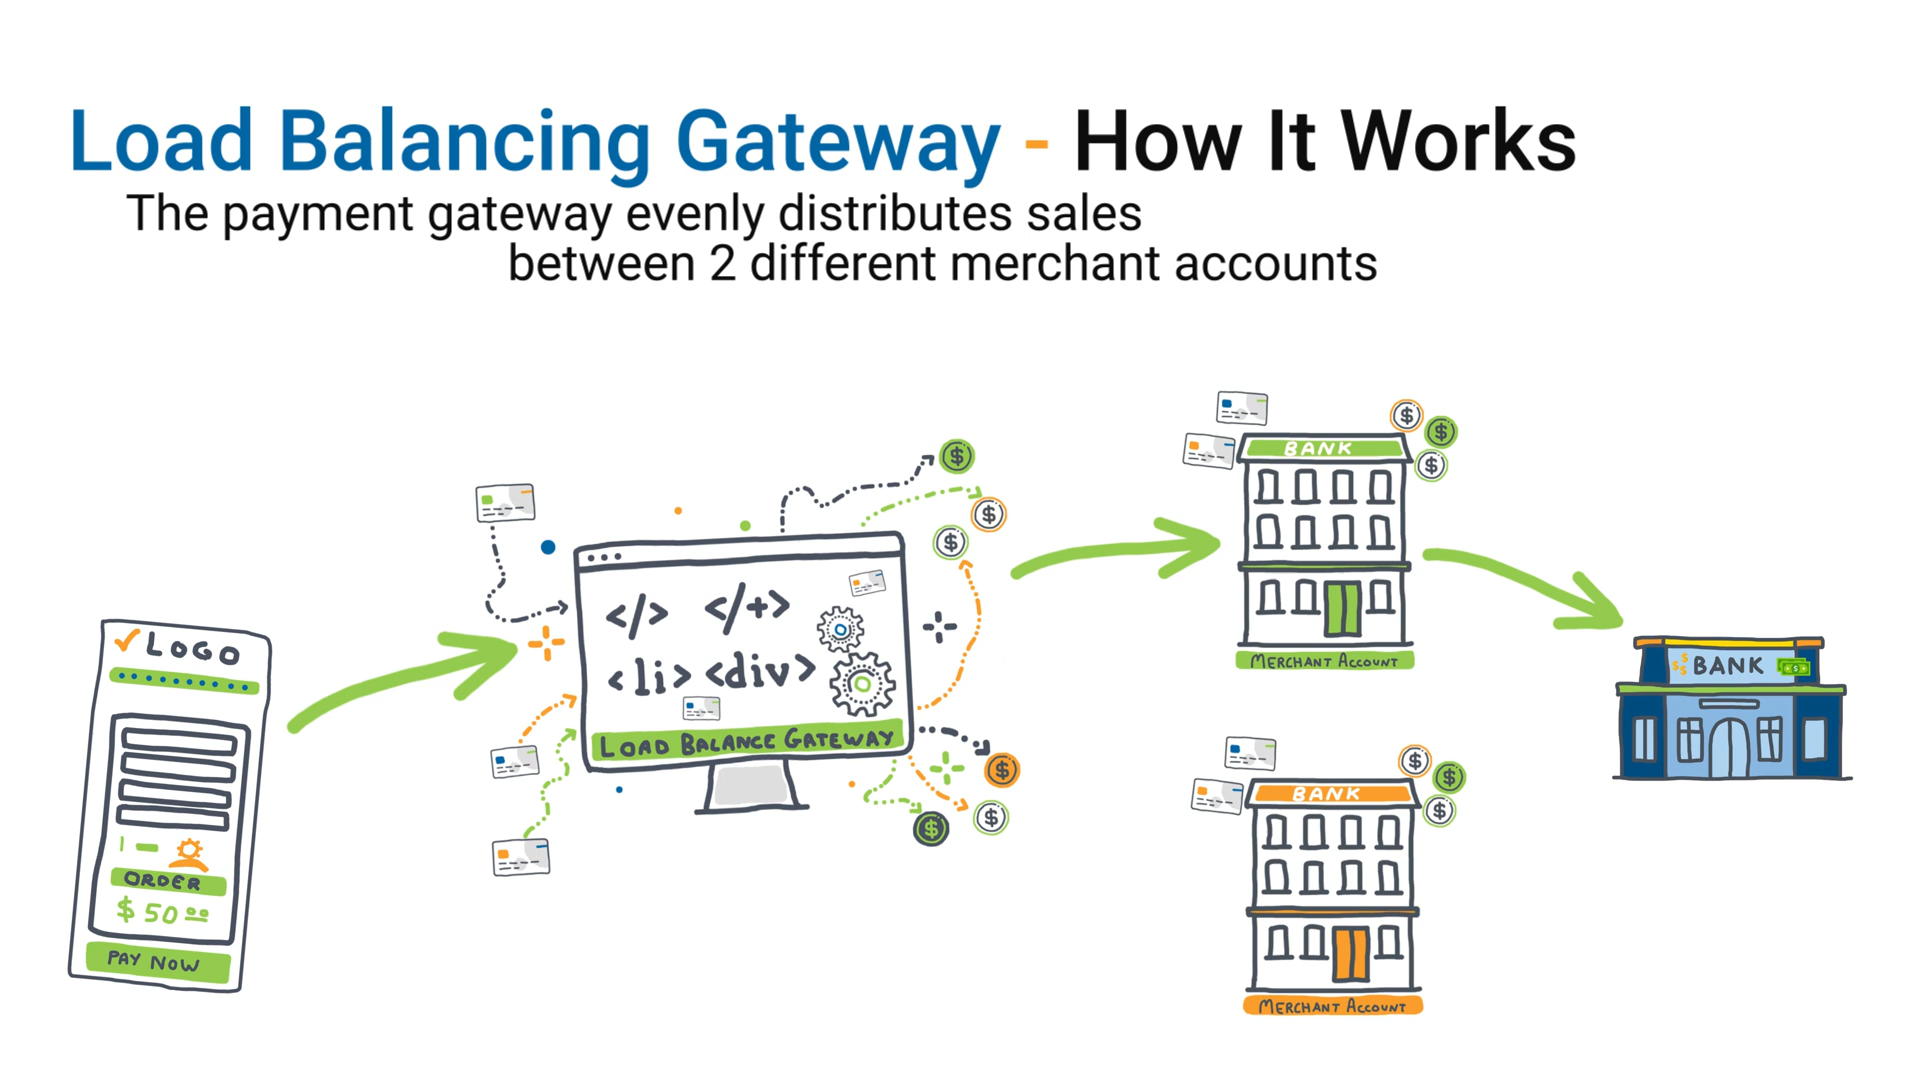 Load Balancing Gateway - How It Works
The payment gateway evenly distributes sales
between 2 different merchant accounts
LOGO
ORDER
$ 50 00
PAY NOW
</> </+>
<li> <div>
LOAD BALANCE GATEWAY
BANK
MERCHANT ACCOUNT
BANK
MERCHANT ACCOUNT
BANK